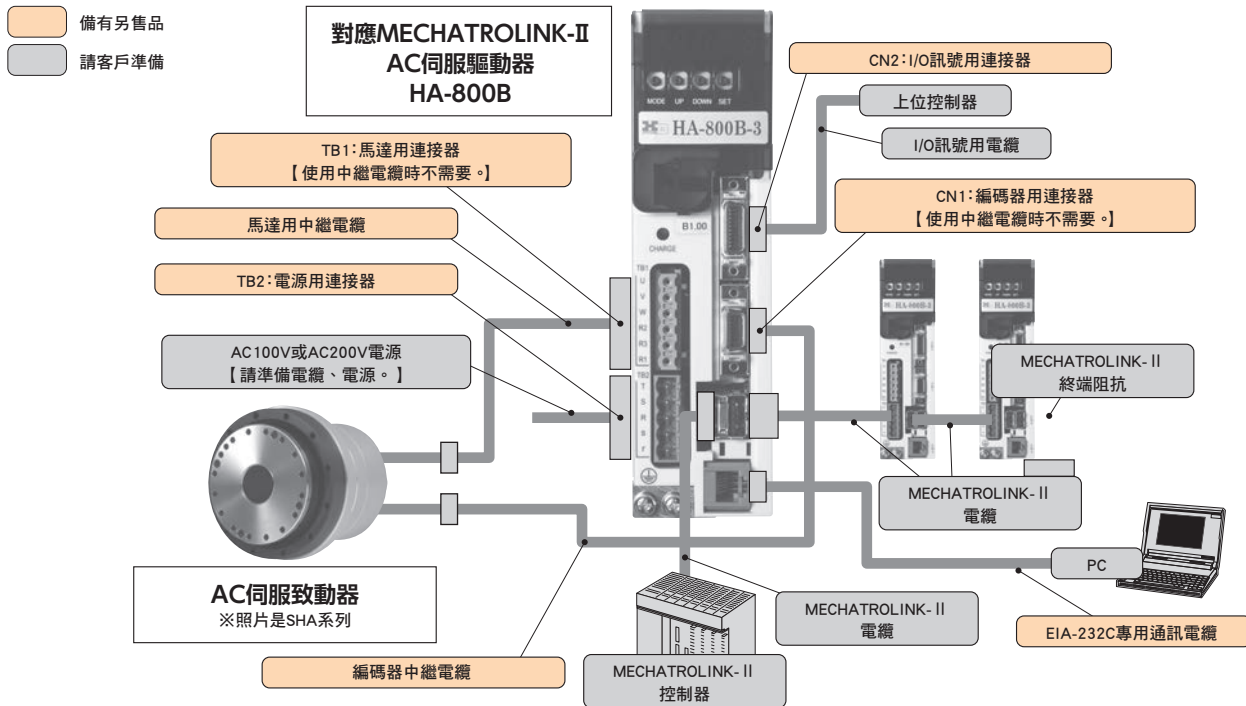 備有另售品
請客戶準備
對應MECHATROLINK-II
AC伺服驅動器
HA-800B
CN2:I/O訊號用連接器
上位控制器
I/O訊號用電纜
TB1:馬達用連接器
【使用中繼電纜時不需要。】
CN1:編碼器用連接器
【使用中繼電纜時不需要。】
馬達用中繼電纜
TB2:電源用連接器
AC100V或AC200V電源
【請準備電纜、電源。】
MODE UP DOWN SET
HA-800B-3
B1.00
CHARGE
TB1
U
V
W
R2
R3
R1
TB2
T
S
R
s
r
HA-800B-3
HA-800B-3
MECHATROLINK-II
終端阻抗
MECHATROLINK-II
電纜
PC
EIA-232C專用通訊電纜
AC伺服致動器
※照片是SHA系列
MECHATROLINK-II
電纜
編碼器中繼電纜
MECHATROLINK-II
控制器